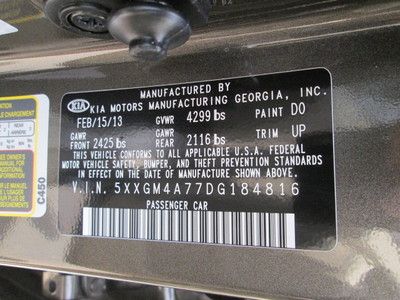 MANUFACTURED BY
KIA KIA MOTORS MANUFACTURING GEORGIA, INC.
FEB/15/13 GVWR 4299 lbs PAINT D0
GAWR FRONT 2425 lbs GAWR REAR 2116 lbs TRIM UP
THIS VEHICLE CONFORMS TO ALL APPLICABLE U.S.A. FEDERAL
MOTOR VEHICLE SAFETY, BUMPER, AND THEFT PREVENTION STANDARDS
IN EFFECT ON THE DATE OF MANUFACTURE SHOWN ABOVE.
V.I.N. 5XXGM4A77DG184816
PASSENGER CAR
C450